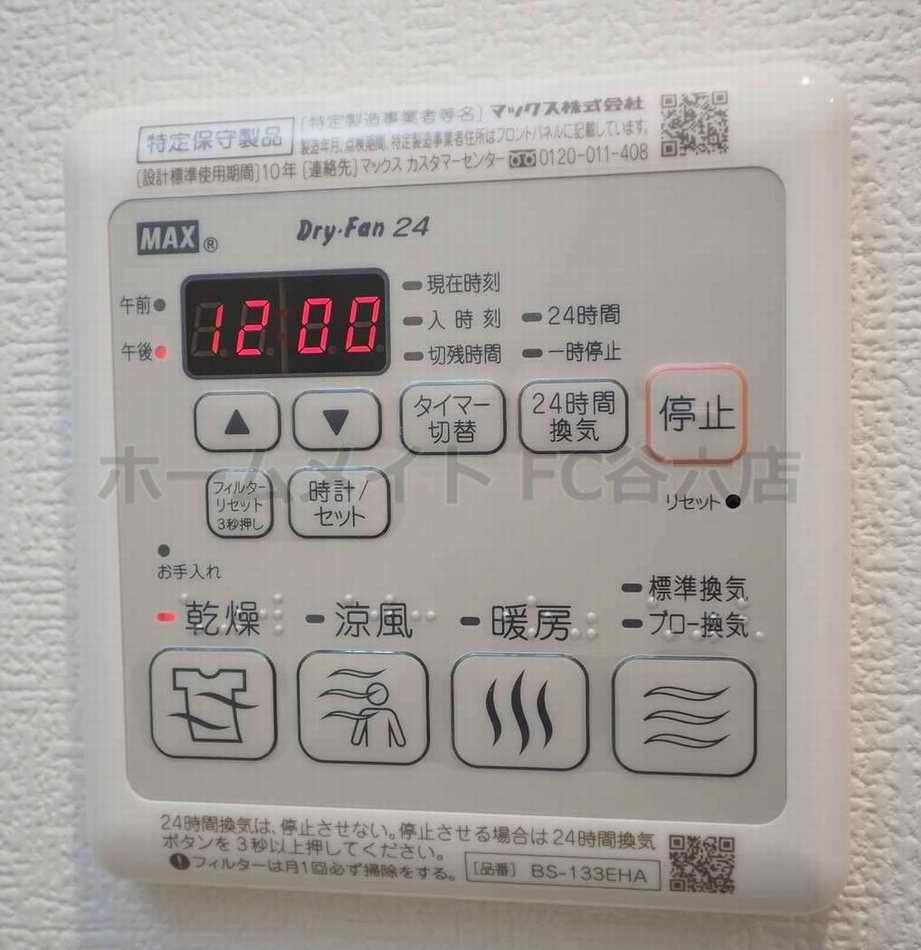 特定保守製品 [特定製造事業者等名] マックス株式会社
製造年月、点検期間、特定製造事業者住所はフロントパネルに記載しています。
[設計標準使用期間]10年 [連絡先]マックス カスタマーセンター 0120-011-408
MAX® Dry・Fan 24
午前
午後
12:00
現在時刻
入時刻
切残時間
24時間
一時停止
▲ ▼
タイマー
切替
24時間
換気
停止
ホームメイト FC谷六店
フィルター
リセット
3秒押し
時計/
セット
リセット
お手入れ
乾燥 涼風 暖房
標準換気
ブロー換気
24時間換気は、停止させない。停止させる場合は24時間換気
ボタンを3秒以上押してください。
フィルターは月1回必ず掃除をする。
[品番] BS-133EHA